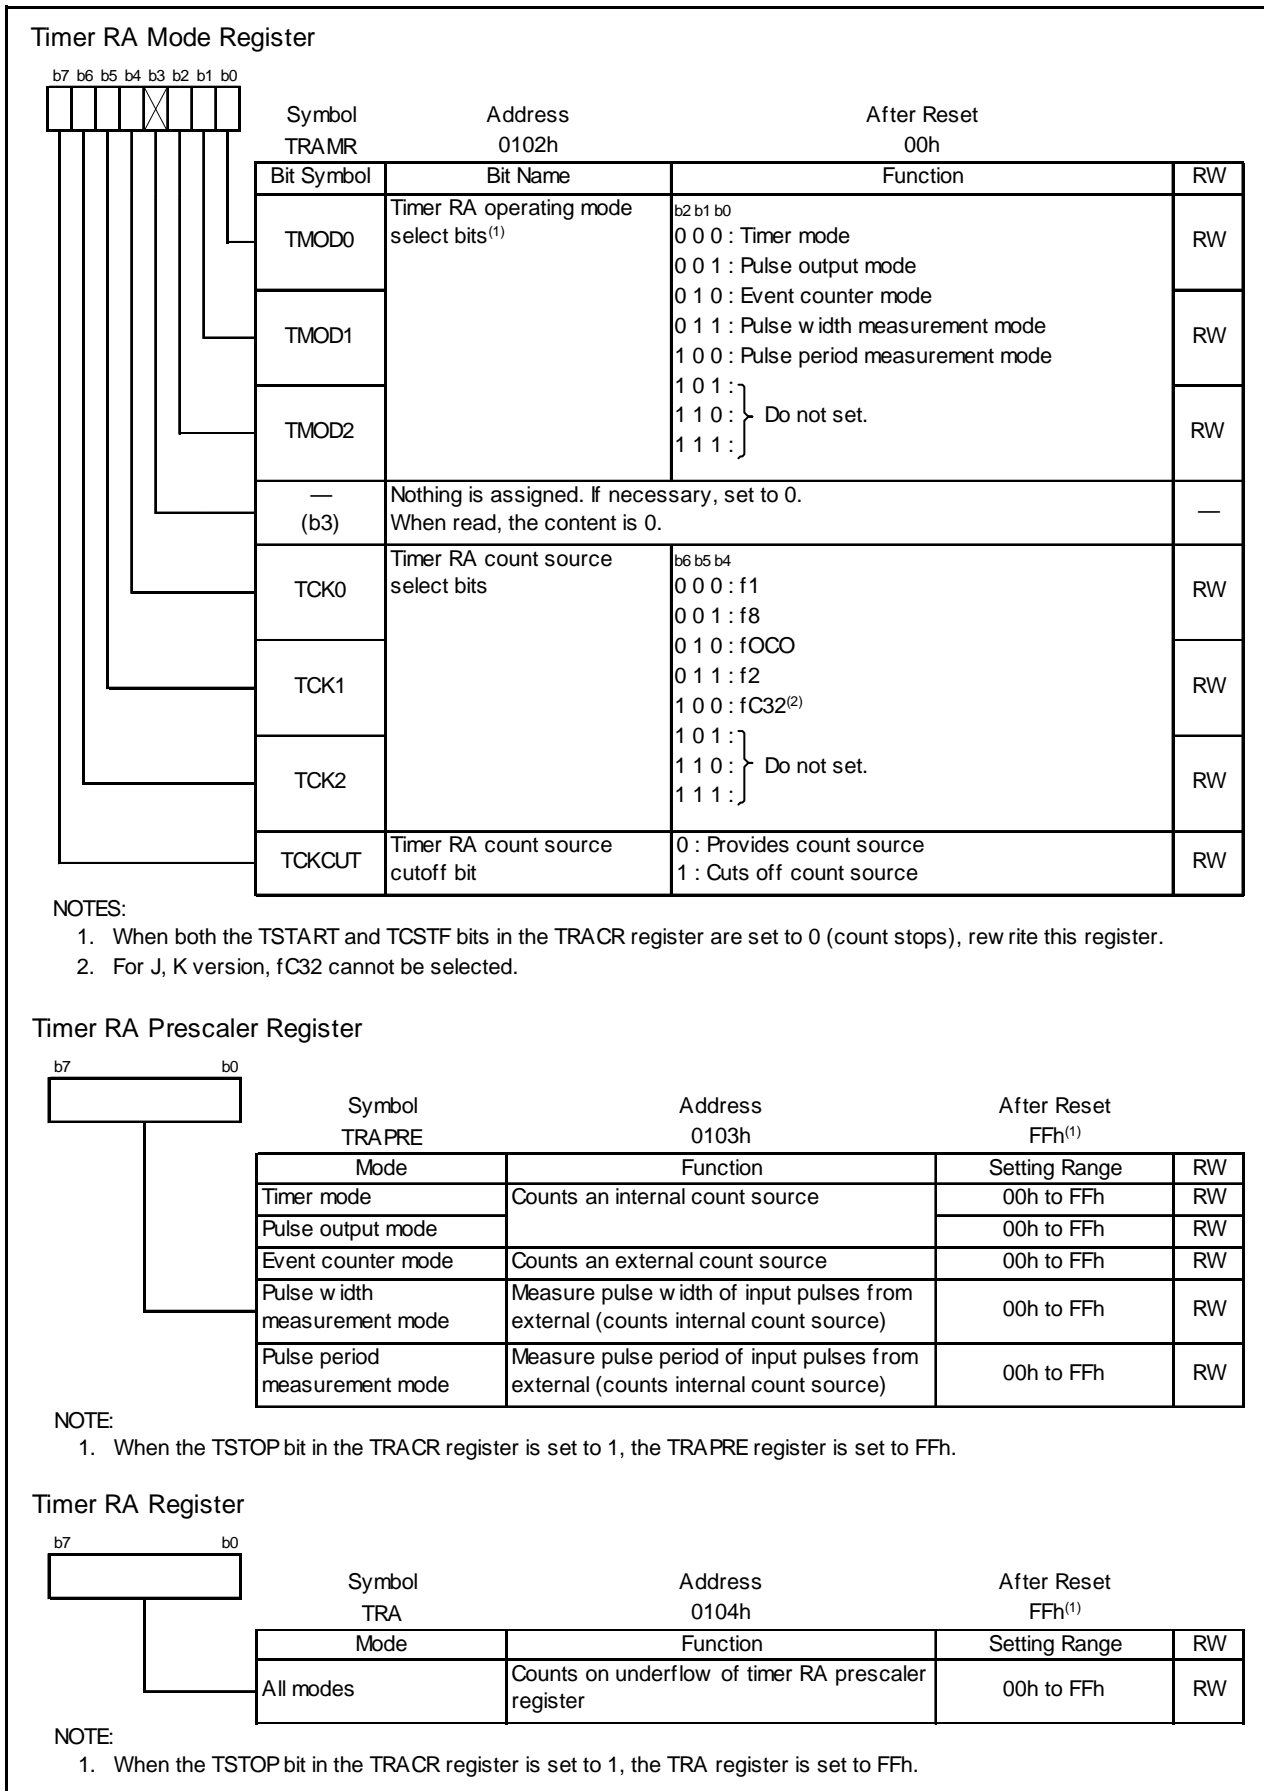 Timer RA Mode Register
b7 b6 b5 b4 b3 b2 b1 b0
Symbol Address After Reset
TRAMR 0102h 00h
Bit Symbol Bit Name Function RW
TMOD0 Timer RA operating mode select bits(1) b2 b1 b0 RW
0 0 0 : Timer mode
0 0 1 : Pulse output mode
0 1 0 : Event counter mode
TMOD1 0 1 1 : Pulse width measurement mode RW
1 0 0 : Pulse period measurement mode
1 0 1 :
TMOD2 1 1 0 : Do not set. RW
1 1 1 :
— (b3) Nothing is assigned. If necessary, set to 0. —
When read, the content is 0.
TCK0 Timer RA count source select bits b6 b5 b4 RW
0 0 0 : f1
0 0 1 : f8
0 1 0 : fOCO
TCK1 0 1 1 : f2 RW
1 0 0 : fC32(2)
1 0 1 :
TCK2 1 1 0 : Do not set. RW
1 1 1 :
TCKCUT Timer RA count source cutoff bit 0 : Provides count source RW
1 : Cuts off count source
NOTES:
1. When both the TSTART and TCSTF bits in the TRACR register are set to 0 (count stops), rewrite this register.
2. For J, K version, fC32 cannot be selected.
Timer RA Prescaler Register
b7 b0
Symbol Address After Reset
TRAPRE 0103h FFh(1)
Mode Function Setting Range RW
Timer mode Counts an internal count source 00h to FFh RW
Pulse output mode 00h to FFh RW
Event counter mode Counts an external count source 00h to FFh RW
Pulse width measurement mode Measure pulse width of input pulses from external (counts internal count source) 00h to FFh RW
Pulse period measurement mode Measure pulse period of input pulses from external (counts internal count source) 00h to FFh RW
NOTE:
1. When the TSTOP bit in the TRACR register is set to 1, the TRAPRE register is set to FFh.
Timer RA Register
b7 b0
Symbol Address After Reset
TRA 0104h FFh(1)
Mode Function Setting Range RW
All modes Counts on underflow of timer RA prescaler register 00h to FFh RW
NOTE:
1. When the TSTOP bit in the TRACR register is set to 1, the TRA register is set to FFh.